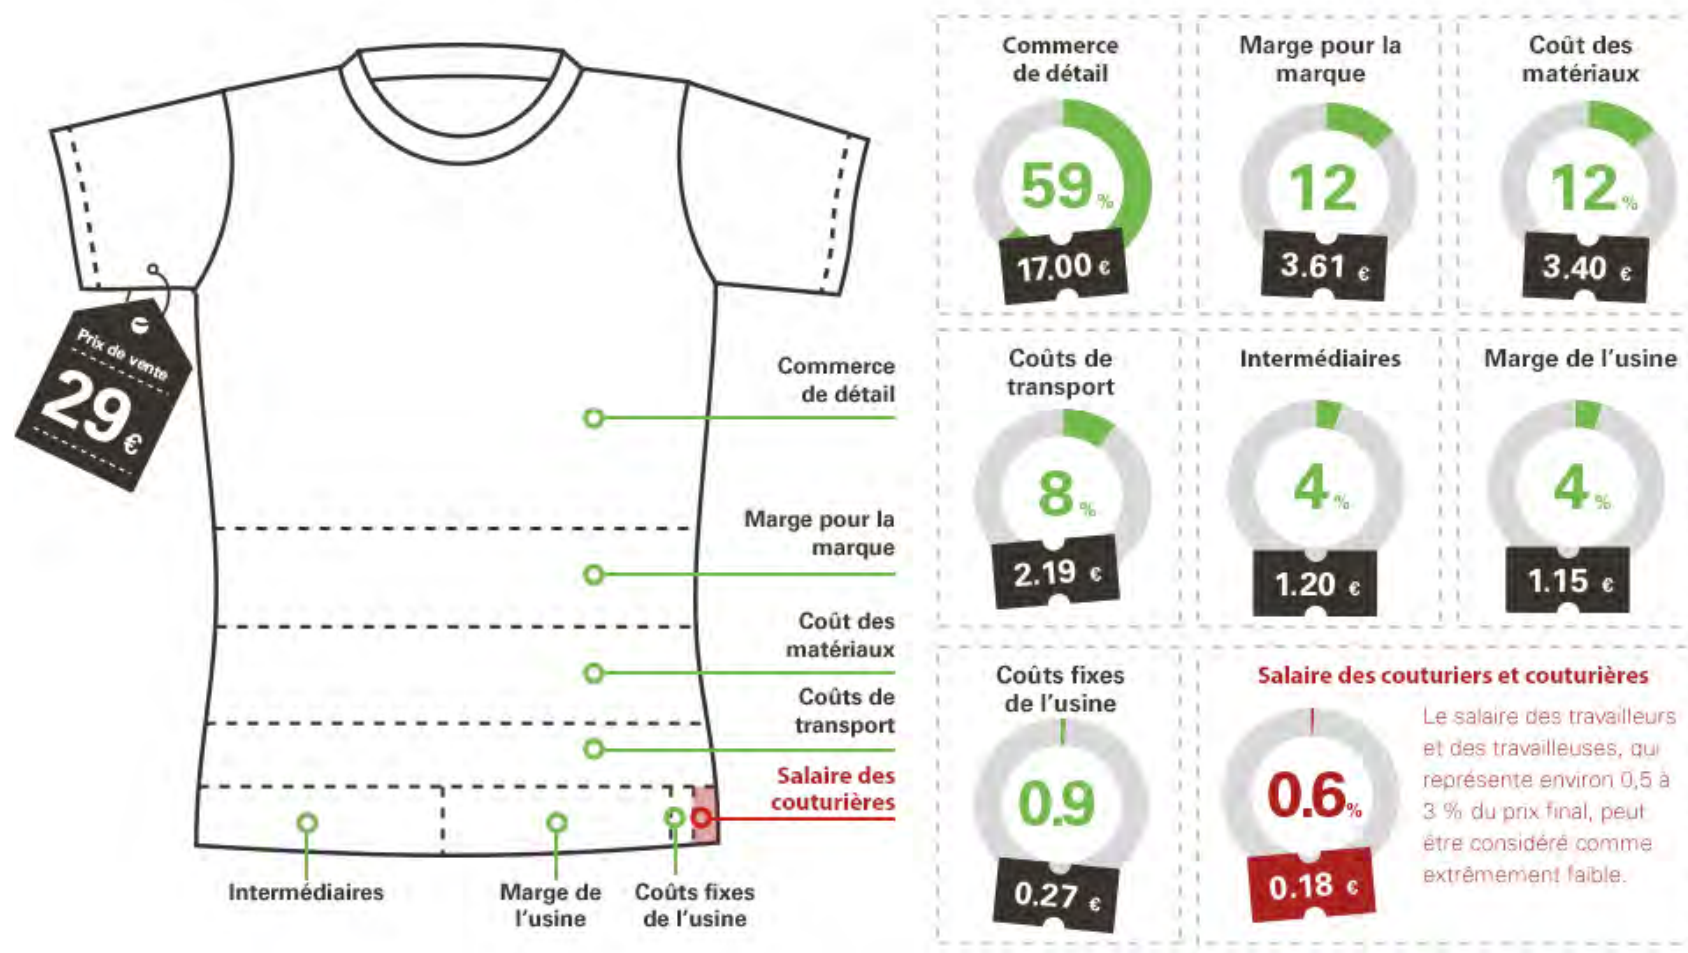 Prix de vente
29 €
Commerce
de détail
Marge pour la
marque
Coût des
matériaux
Coûts de
transport
Salaire des
couturières
Intermédiaires
Marge de
l'usine
Coûts fixes
de l'usine
Commerce
de détail
59 %
17.00 €
Marge pour la
marque
12
3.61 €
Coût des
matériaux
12 %
3.40 €
Coûts de
transport
8 %
2.19 €
Intermédiaires
4 %
1.20 €
Marge de l'usine
4 %
1.15 €
Coûts fixes
de l'usine
0.9
0.27 €
Salaire des couturiers et couturières
0.6 %
0.18 €
Le salaire des travailleurs
et des travailleuses, qui
représente environ 0,5 à
3 % du prix final, peut
être considéré comme
extrêmement faible.